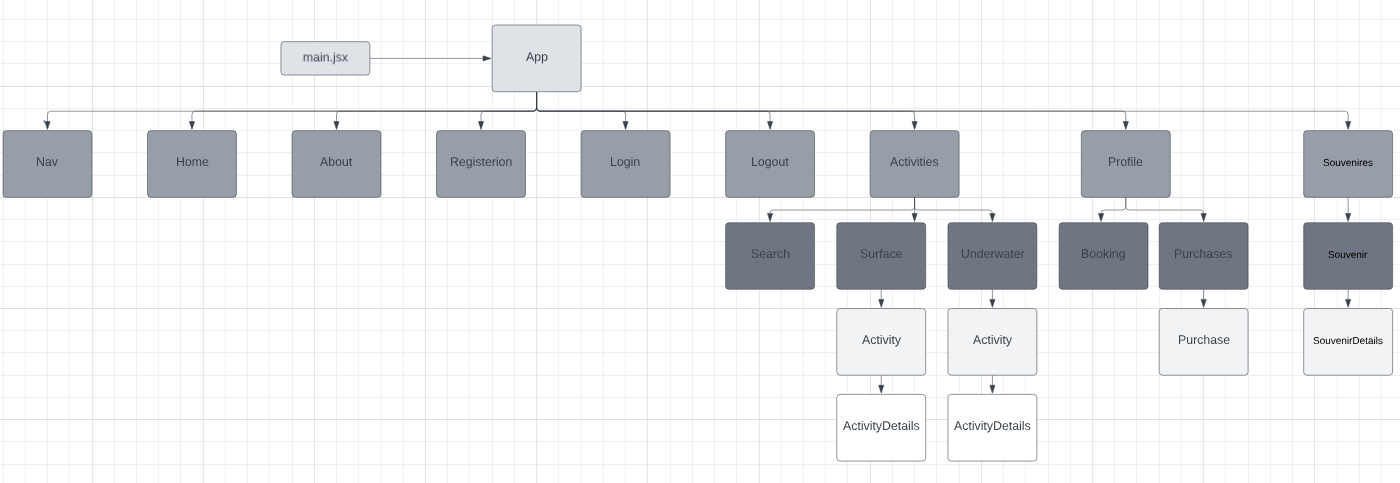 main.jsx
App
Nav
Home
About
Registerion
Login
Logout
Activities
Profile
Souvenires
Search
Surface
Underwater
Booking
Purchases
Souvenir
Activity
Activity
Purchase
SouvenirDetails
ActivityDetails
ActivityDetails